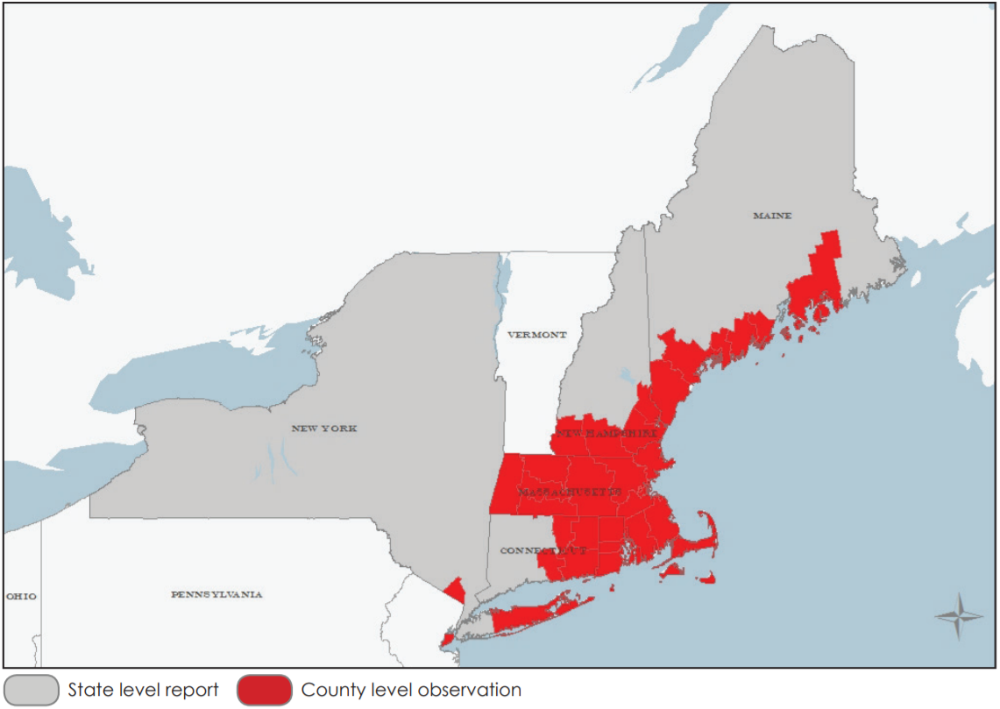 MAINE
VERMONT
NEW YORK
NEW HAMPSHIRE
MASSACHUSETTS
CONNECTICUT
OHIO
PENNSYLVANIA
State level report
County level observation